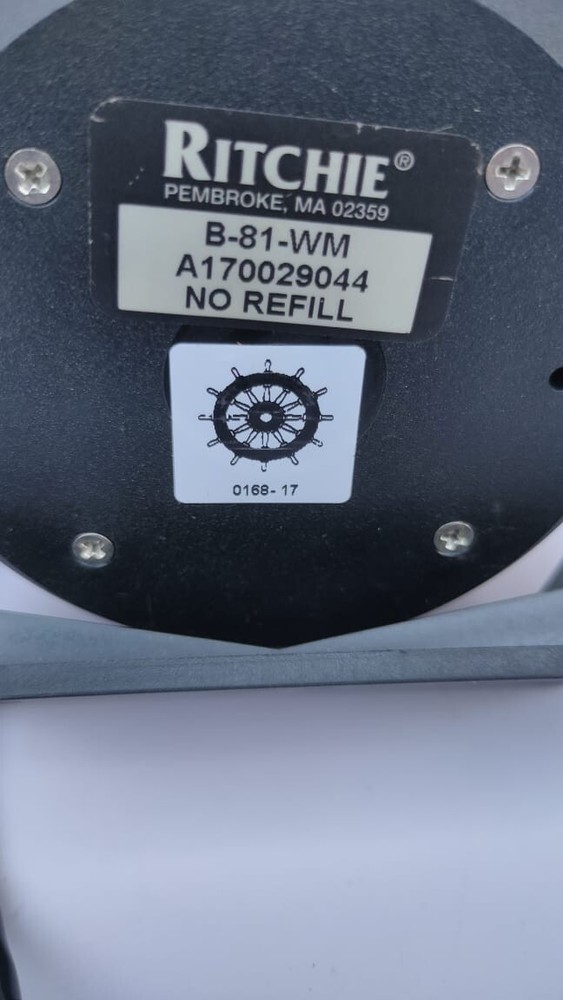 RITCHIE®
PEMBROKE, MA 02359
B-81-WM
A170029044
NO REFILL
0168-17